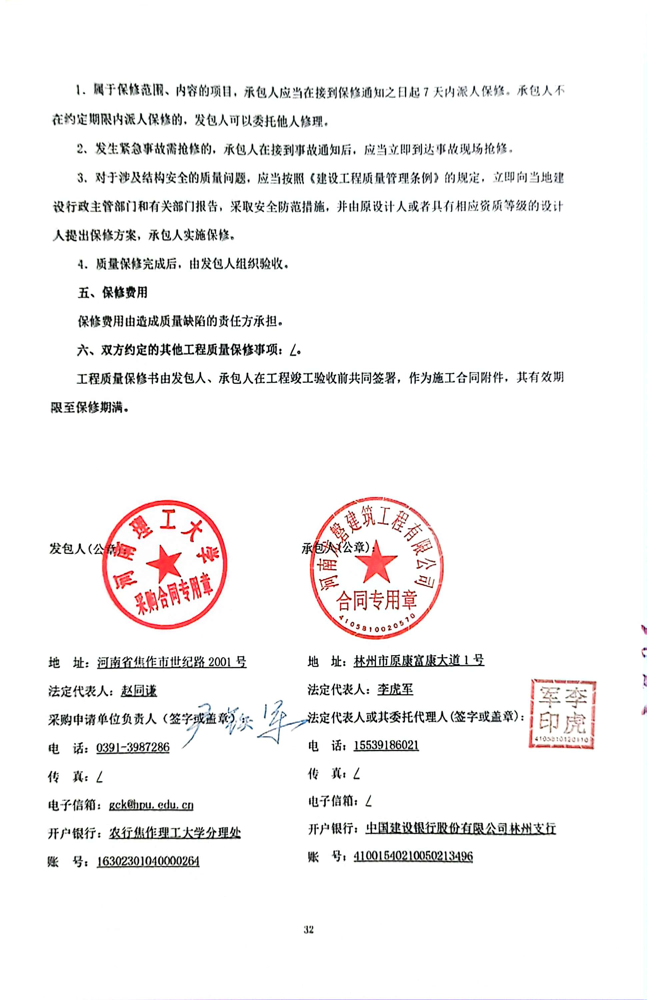 1．属于保修范围、内容的项目，承包人应当在接到保修通知之日起 7 天内派人保修。承包人不
在约定期限内派人保修的，发包人可以委托他人修理。
2、发生紧急事故需抢修的，承包人在接到事故通知后，应当立即到达事故现场抢修。
3．对于涉及结构安全的质量问题，应当按照《建设工程质量管理条例》的规定，立即向当地建
设行政主管部门和有关部门报告，采取安全防范措施，并由原设计人或者具有相应资质等级的设计
人提出保修方案，承包人实施保修。
4．质量保修完成后，由发包人组织验收。
五、保修费用
保修费用由造成质量缺陷的责任方承担。
六、双方约定的其他工程质量保修事项：/。
工程质量保修书由发包人、承包人在工程竣工验收前共同签署，作为施工合同附件，其有效期
限至保修期满。
发包人(公章)：
河南理工大学
采购合同专用章
承包人(公章)：
河南龙磐建筑工程有限公司
合同专用章
4105810020570
地 址：河南省焦作市世纪路 2001 号
法定代表人：赵同谦
采购申请单位负责人（签字或盖章）：
电 话：0391-3987286
传 真：/
电子信箱：gck@hpu.edu.cn
开户银行：农行焦作理工大学分理处
账 号：16302301040000264
地 址：林州市原康富康大道 1 号
法定代表人：李虎军
法定代表人或其委托代理人(签字或盖章)：
李虎军印
4105810120110
电 话：15539186021
传 真：/
电子信箱：/
开户银行：中国建设银行股份有限公司林州支行
账 号：41001540210050213496
32